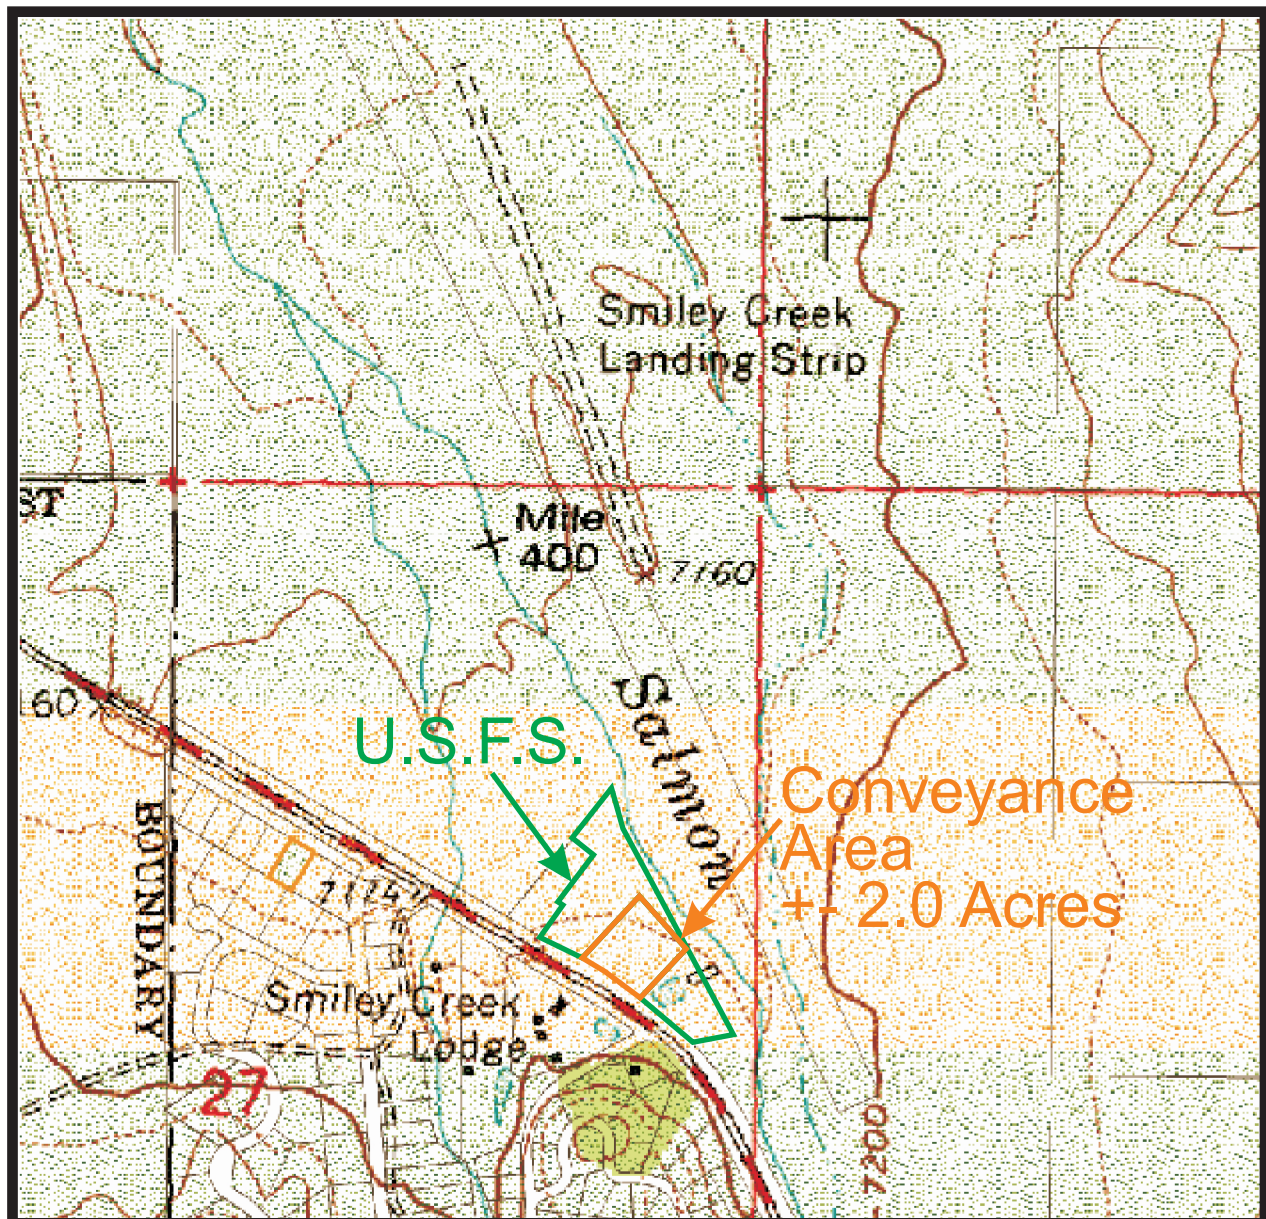 Smiley Creek
Landing Strip
ST
Mile
400
7160
160
Salmon
U.S.F.S.
Conveyance
Area
+- 2.0 Acres
BOUNDARY
Smiley Creek
Lodge
27
7200